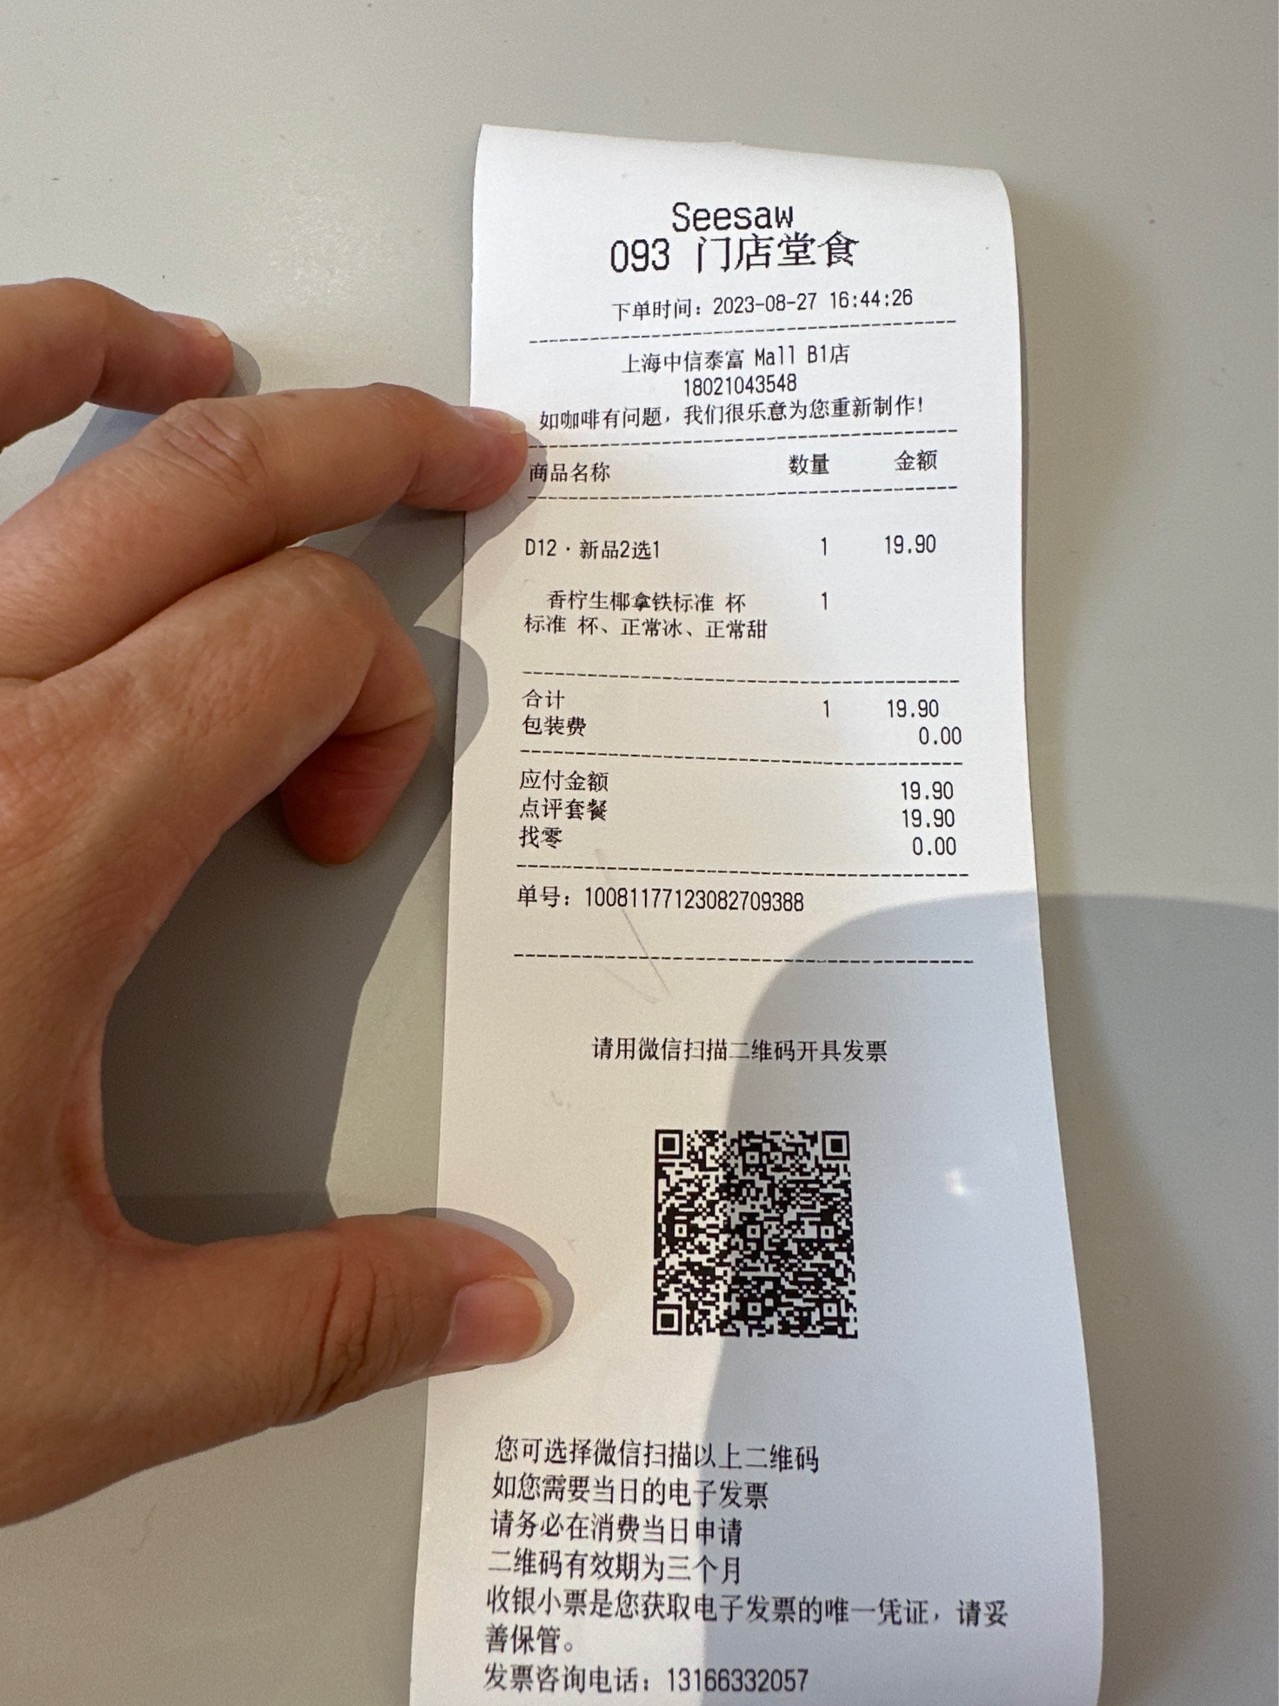 Seesaw
093 门店堂食
下单时间：2023-08-27 16:44:26
上海中信泰富 Mall B1店
18021043548
如咖啡有问题，我们很乐意为您重新制作！
商品名称 数量 金额
D12·新品2选1 1 19.90
香柠生椰拿铁标准 杯 1
标准 杯、正常冰、正常甜
合计 1 19.90
包装费 0.00
应付金额 19.90
点评套餐 19.90
找零 0.00
单号：10081177123082709388
请用微信扫描二维码开具发票
您可选择微信扫描以上二维码
如您需要当日的电子发票
请务必在消费当日申请
二维码有效期为三个月
收银小票是您获取电子发票的唯一凭证，请妥
善保管。
发票咨询电话：13166332057